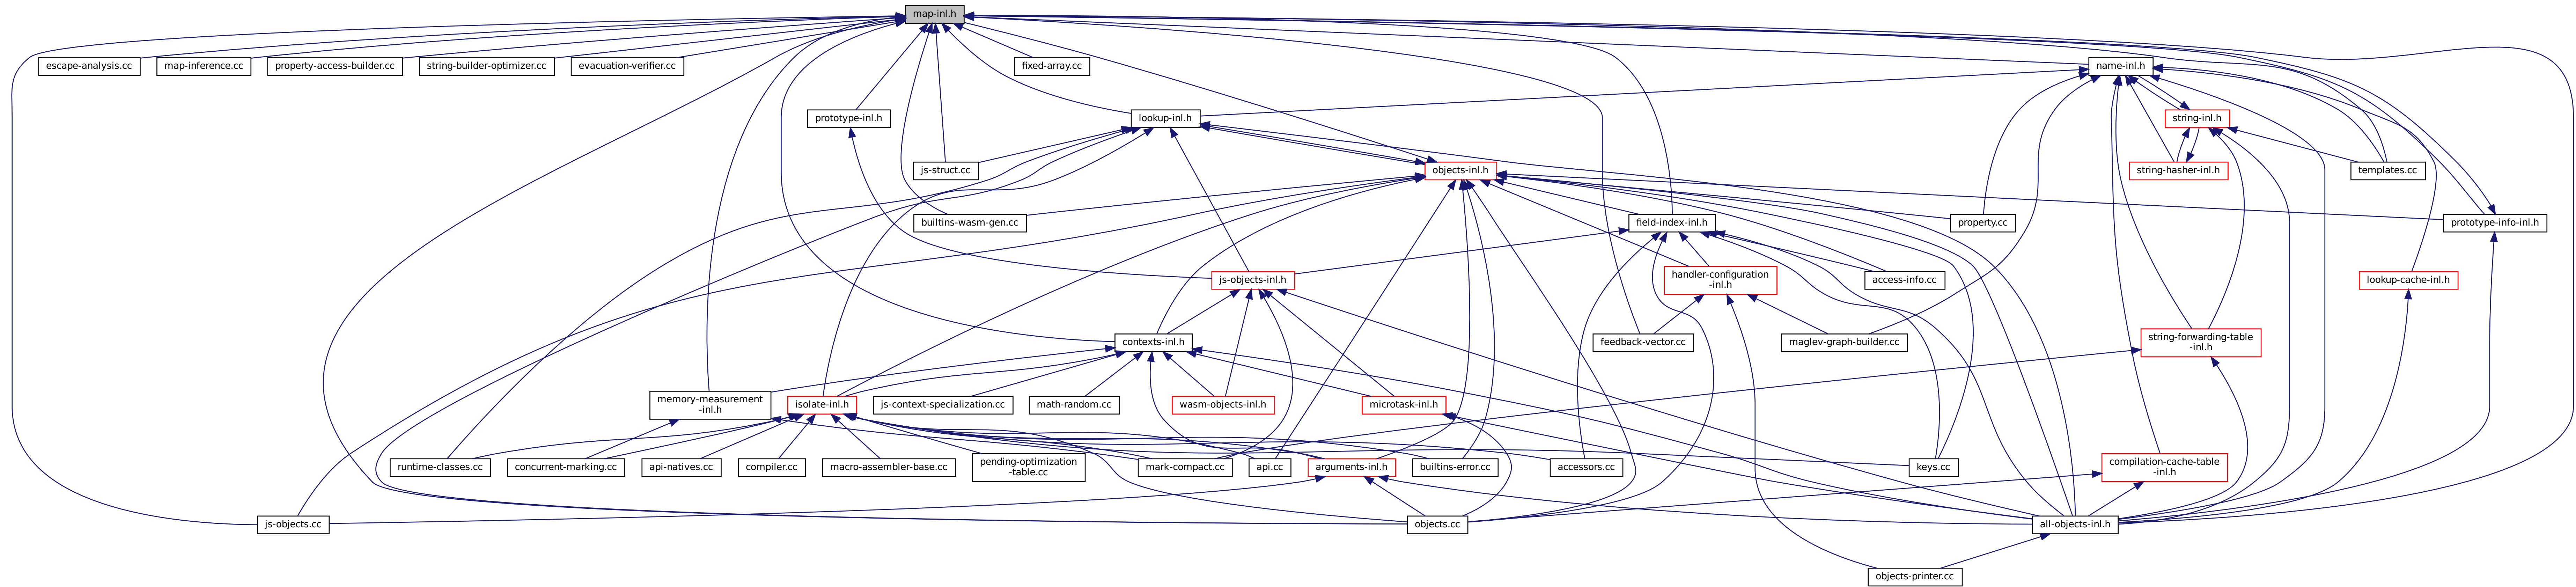 map-inl.h
escape-analysis.cc
map-inference.cc
property-access-builder.cc
string-builder-optimizer.cc
evacuation-verifier.cc
fixed-array.cc
name-inl.h
prototype-inl.h
lookup-inl.h
string-inl.h
js-struct.cc
objects-inl.h
string-hasher-inl.h
templates.cc
builtins-wasm-gen.cc
field-index-inl.h
property.cc
prototype-info-inl.h
js-objects-inl.h
handler-configuration
-inl.h
access-info.cc
lookup-cache-inl.h
contexts-inl.h
feedback-vector.cc
maglev-graph-builder.cc
string-forwarding-table
-inl.h
memory-measurement
-inl.h
isolate-inl.h
js-context-specialization.cc
math-random.cc
wasm-objects-inl.h
microtask-inl.h
runtime-classes.cc
concurrent-marking.cc
api-natives.cc
compiler.cc
macro-assembler-base.cc
pending-optimization
-table.cc
mark-compact.cc
api.cc
arguments-inl.h
builtins-error.cc
accessors.cc
keys.cc
compilation-cache-table
-inl.h
js-objects.cc
objects.cc
all-objects-inl.h
objects-printer.cc